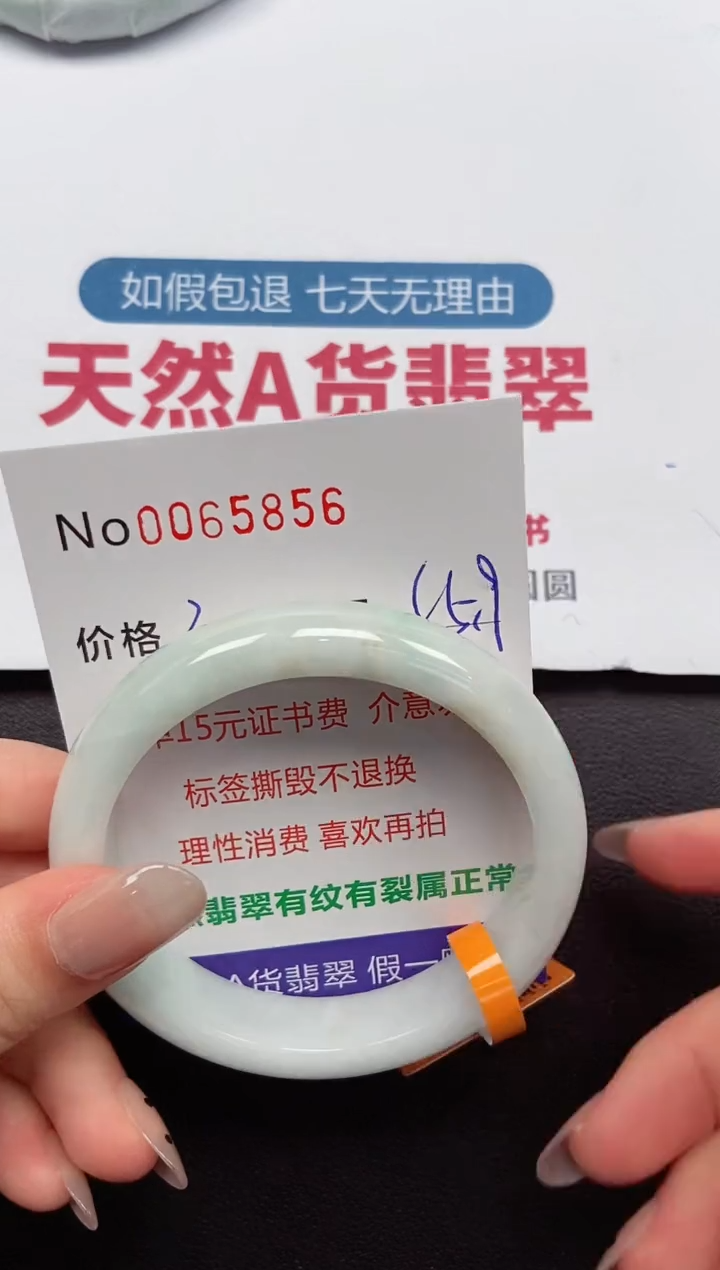 如假包退 七天无理由
天然A货翡翠
书
圆
No0065856
价格
15元证书费 介意
标签撕毁不退换
理性消费 喜欢再拍
翡翠有纹有裂属正常
A货翡翠 假一